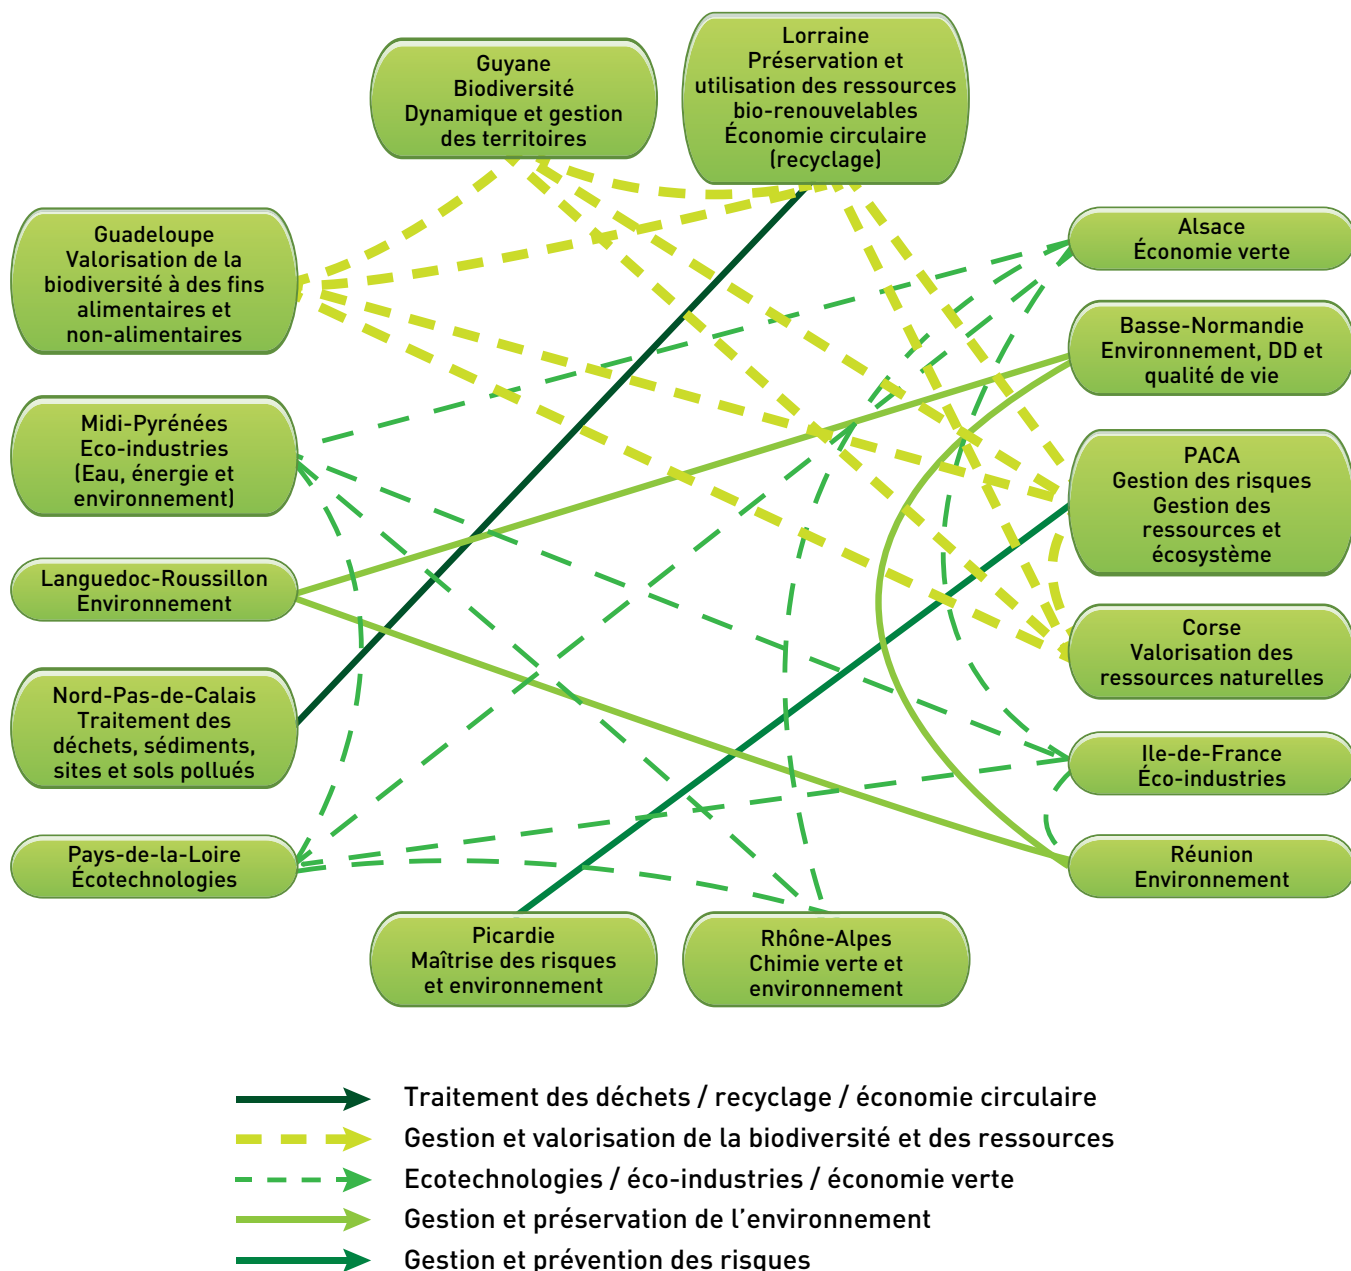 Guyane
Biodiversité
Dynamique et gestion
des territoires
Lorraine
Préservation et
utilisation des ressources
bio-renouvelables
Économie circulaire
(recyclage)
Guadeloupe
Valorisation de la
biodiversité à des fins
alimentaires et
non-alimentaires
Alsace
Économie verte
Basse-Normandie
Environnement, DD et
qualité de vie
Midi-Pyrénées
Eco-industries
(Eau, énergie et
environnement)
PACA
Gestion des risques
Gestion des
ressources et
écosystème
Languedoc-Roussillon
Environnement
Corse
Valorisation des
ressources naturelles
Nord-Pas-de-Calais
Traitement des
déchets, sédiments,
sites et sols pollués
Ile-de-France
Éco-industries
Pays-de-la-Loire
Écotechnologies
Réunion
Environnement
Picardie
Maîtrise des risques
et environnement
Rhône-Alpes
Chimie verte et
environnement
Traitement des déchets / recyclage / économie circulaire
Gestion et valorisation de la biodiversité et des ressources
Ecotechnologies / éco-industries / économie verte
Gestion et préservation de l'environnement
Gestion et prévention des risques